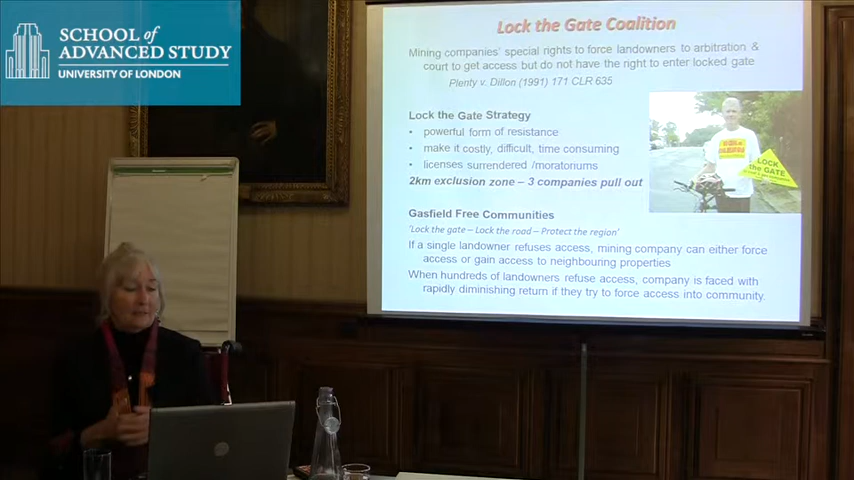 SCHOOL of
ADVANCED STUDY
UNIVERSITY OF LONDON
Lock the Gate Coalition
Mining companies' special rights to force landowners to arbitration &
court to get access but do not have the right to enter locked gate
Plenty v. Dillon (1991) 171 CLR 635
Lock the Gate Strategy
• powerful form of resistance
• make it costly, difficult, time consuming
• licenses surrendered /moratoriums
2km exclusion zone – 3 companies pull out
LOCK
the GATE
Gasfield Free Communities
'Lock the gate – Lock the road – Protect the region'
If a single landowner refuses access, mining company can either force
access or gain access to neighbouring properties
When hundreds of landowners refuse access, company is faced with
rapidly diminishing return if they try to force access into community.